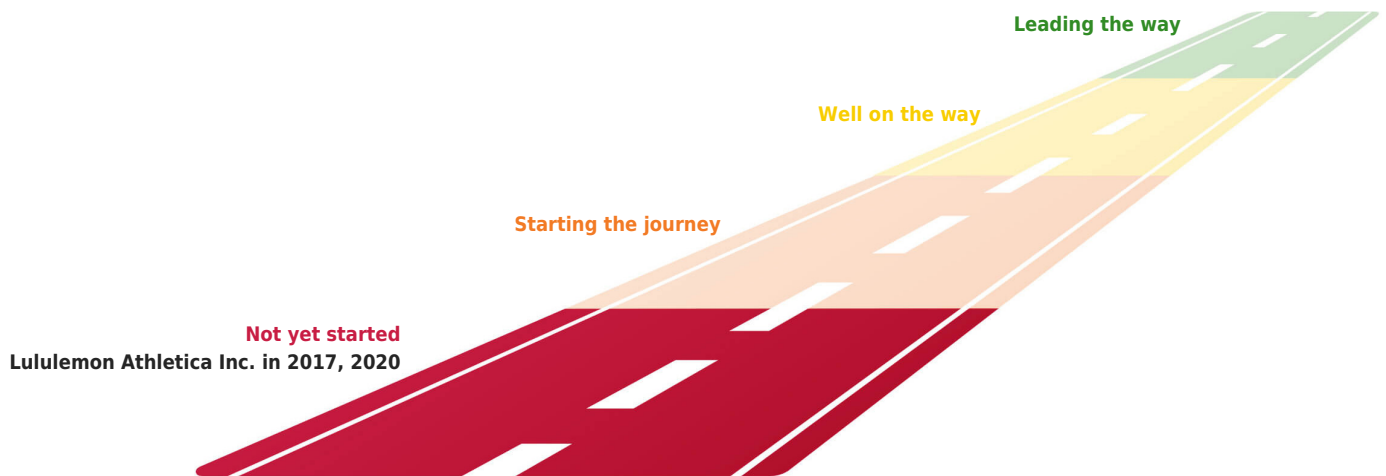 Leading the way
Well on the way
Starting the journey
Not yet started
Lululemon Athletica Inc. in 2017, 2020